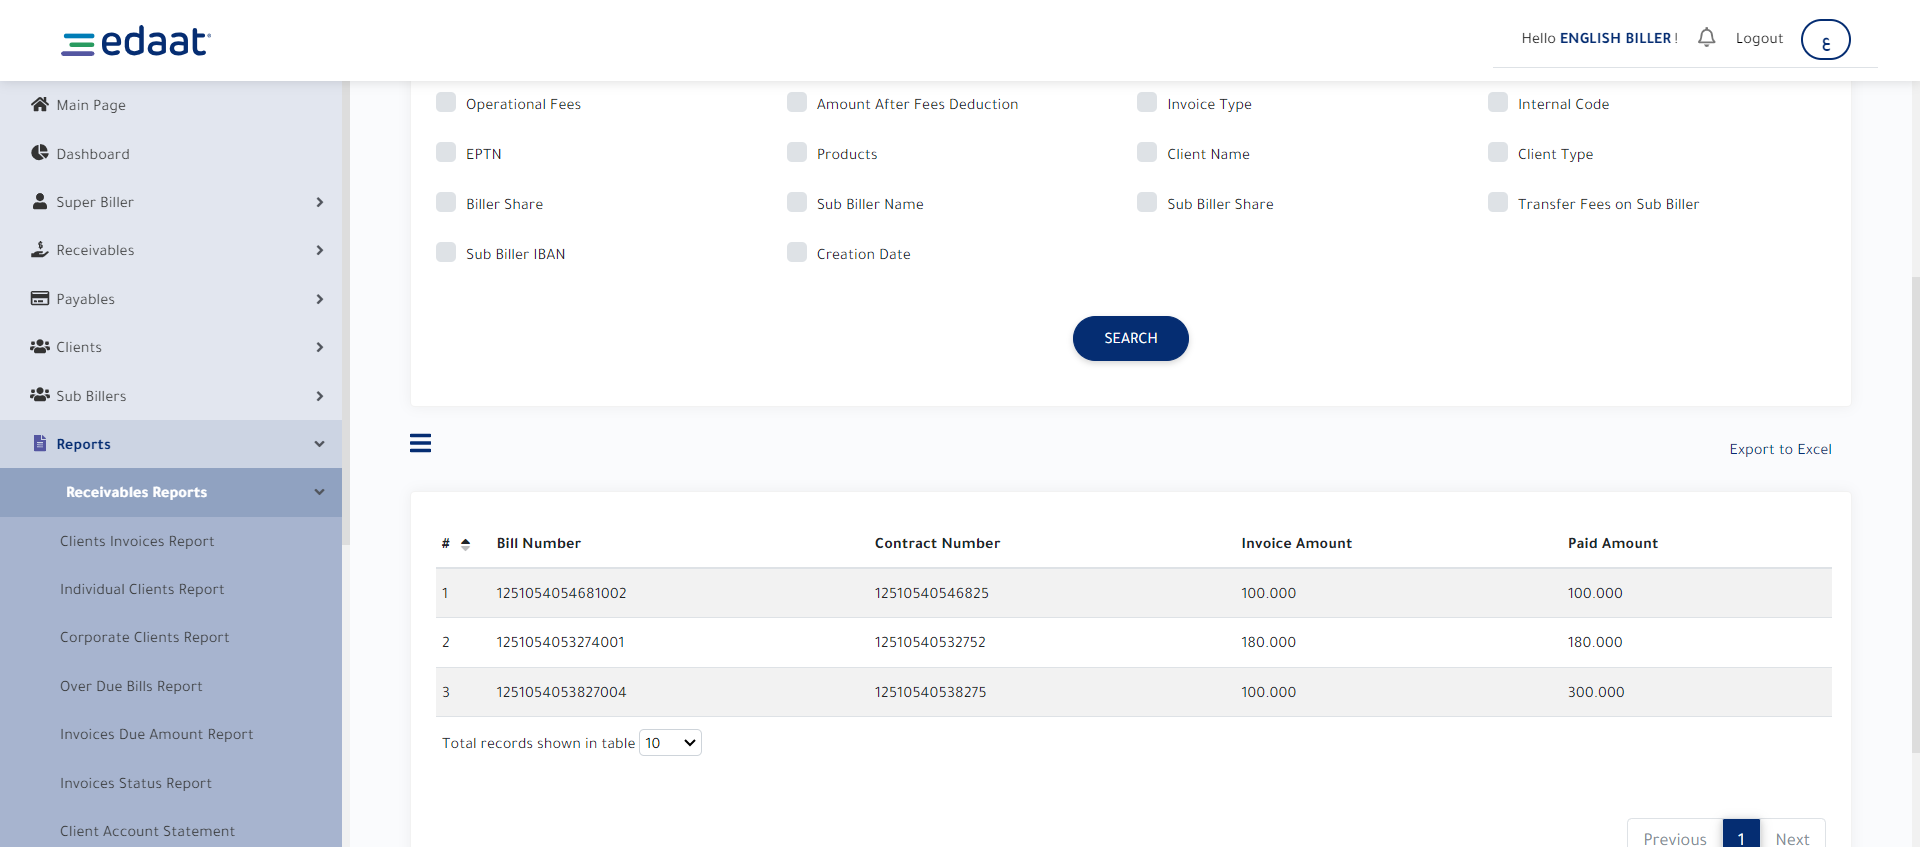 edaat
Hello ENGLISH BILLER !
Logout
ع
Main Page
Dashboard
Super Biller
Receivables
Payables
Clients
Sub Billers
Reports
Receivables Reports
Clients Invoices Report
Individual Clients Report
Corporate Clients Report
Over Due Bills Report
Invoices Due Amount Report
Invoices Status Report
Client Account Statement
Operational Fees Amount After Fees Deduction Invoice Type Internal Code
EPTN Products Client Name Client Type
Biller Share Sub Biller Name Sub Biller Share Transfer Fees on Sub Biller
Sub Biller IBAN Creation Date
SEARCH
Export to Excel
# Bill Number Contract Number Invoice Amount Paid Amount
1 1251054054681002 12510540546825 100.000 100.000
2 1251054053274001 12510540532752 180.000 180.000
3 1251054053827004 12510540538275 100.000 300.000
Total records shown in table 10
Previous 1 Next